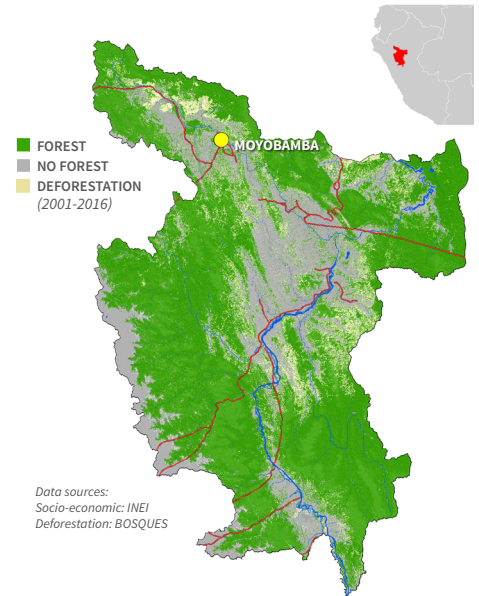 MOYOBAMBA
FOREST
NO FOREST
DEFORESTATION
(2001-2016)
Data sources:
Socio-economic: INEI
Deforestation: BOSQUES